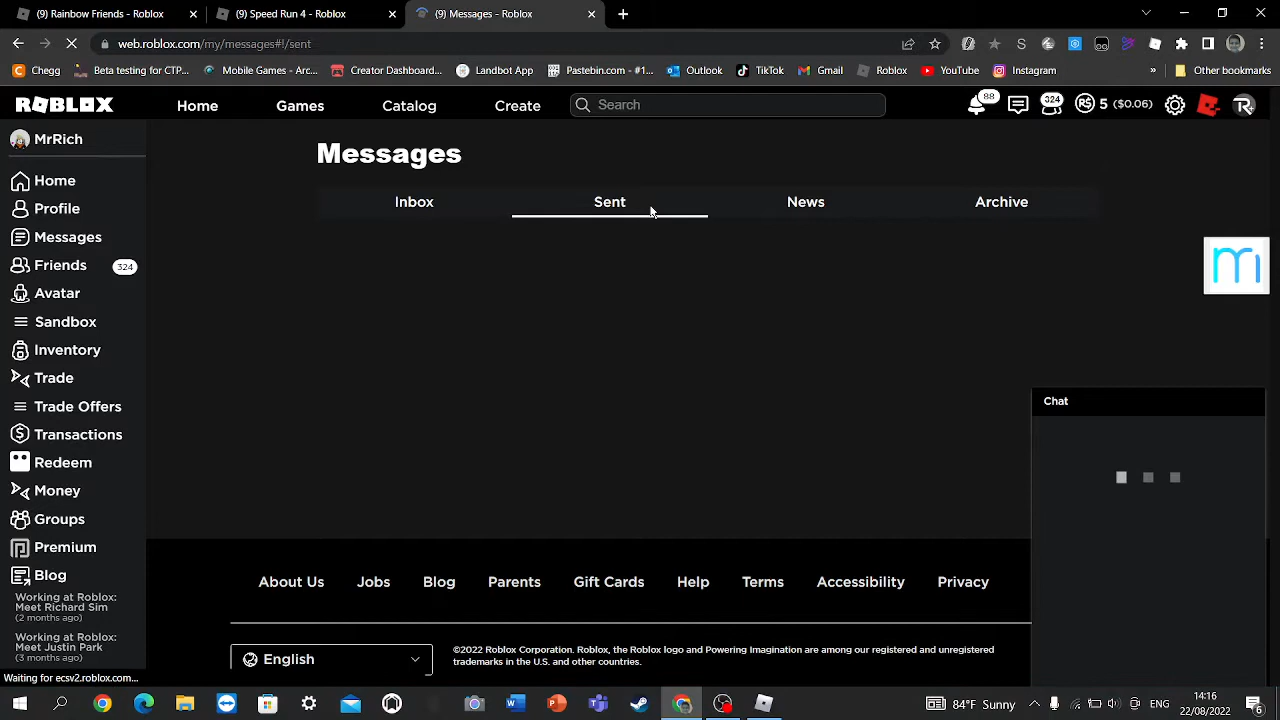 (9) Rainbow Friends - Roblox
(9) Speed Run 4 - Roblox
(9) Messages - Roblox
web.roblox.com/my/messages#!/sent
Chegg
Beta testing for CTP...
Mobile Games - Arc...
Creator Dashboard...
Landbot App
Pastebin.com - #1...
Outlook
TikTok
Gmail
Roblox
YouTube
Instagram
»
Other bookmarks
ROBLOX
Home
Games
Catalog
Create
Search
88
324
5 ($0.06)
MrRich
Home
Profile
Messages
Friends
324
Avatar
Sandbox
Inventory
Trade
Trade Offers
Transactions
Redeem
Money
Groups
Premium
Blog
Working at Roblox:
Meet Richard Sim
(2 months ago)
Working at Roblox:
Meet Justin Park
(3 months ago)
Messages
Inbox
Sent
News
Archive
Chat
About Us
Jobs
Blog
Parents
Gift Cards
Help
Terms
Accessibility
Privacy
English
©2022 Roblox Corporation. Roblox, the Roblox logo and Powering Imagination are among our registered and unregistered
trademarks in the U.S. and other countries.
Waiting for ecsv2.roblox.com...
84°F Sunny
14:16
22/08/2022
6